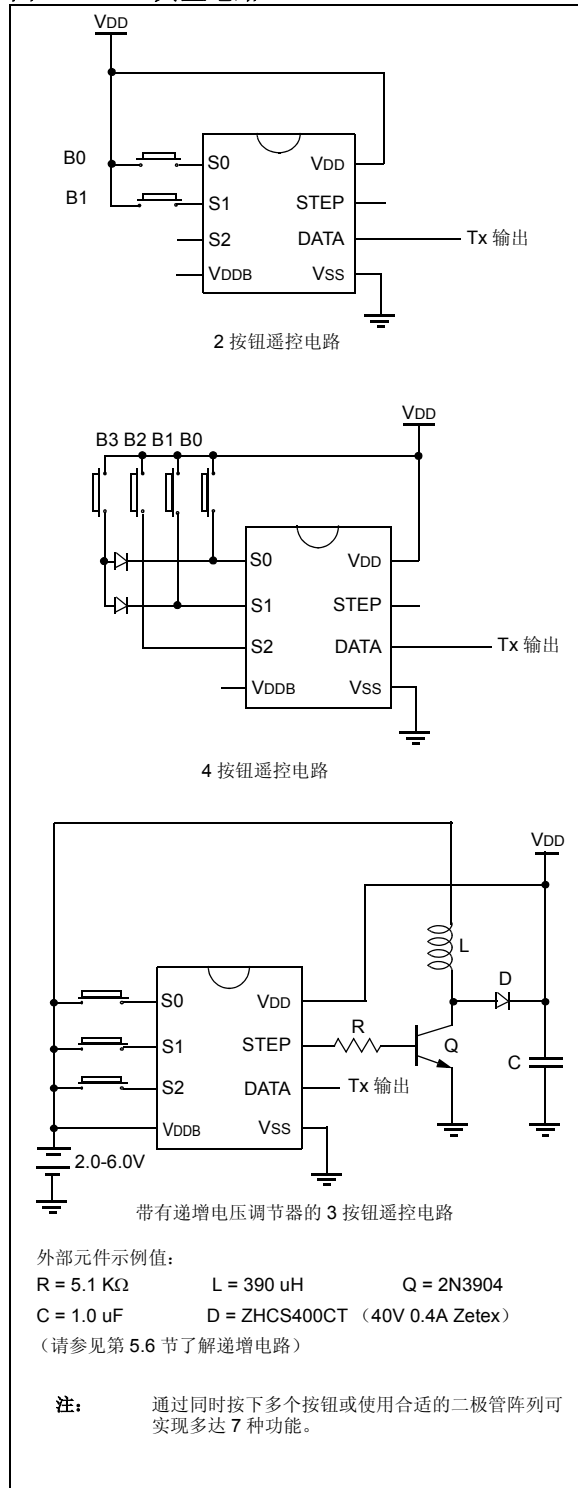 VDD
B0
S0
VDD
B1
S1
STEP
S2
DATA
Tx 输出
VDDB
VSS
2 按钮遥控电路
VDD
B3 B2 B1 B0
S0
VDD
S1
STEP
S2
DATA
Tx 输出
VDDB
VSS
4 按钮遥控电路
VDD
L
D
S0
VDD
R
S1
STEP
Q
C
S2
DATA
Tx 输出
VDDB
VSS
2.0-6.0V
带有递增电压调节器的 3 按钮遥控电路
外部元件示例值：
R = 5.1 KΩ L = 390 uH Q = 2N3904
C = 1.0 uF D = ZHCS400CT （40V 0.4A Zetex）
（请参见第 5.6 节了解递增电路）
注： 通过同时按下多个按钮或使用合适的二极管阵列可
实现多达 7 种功能。